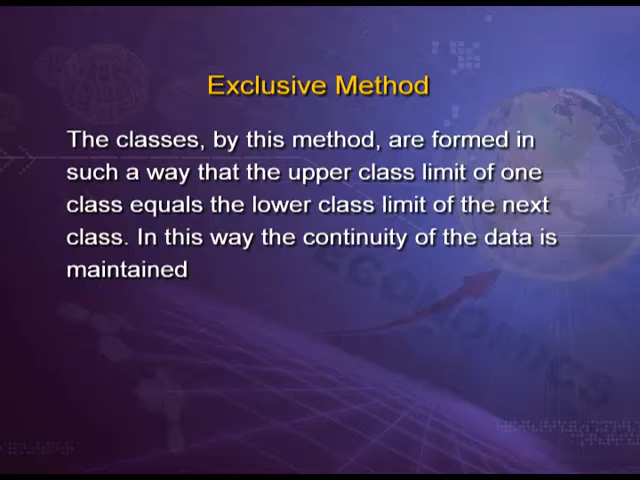 Exclusive Method
The classes, by this method, are formed in
such a way that the upper class limit of one
class equals the lower class limit of the next
class. In this way the continuity of the data is
maintained
ECONOMICS